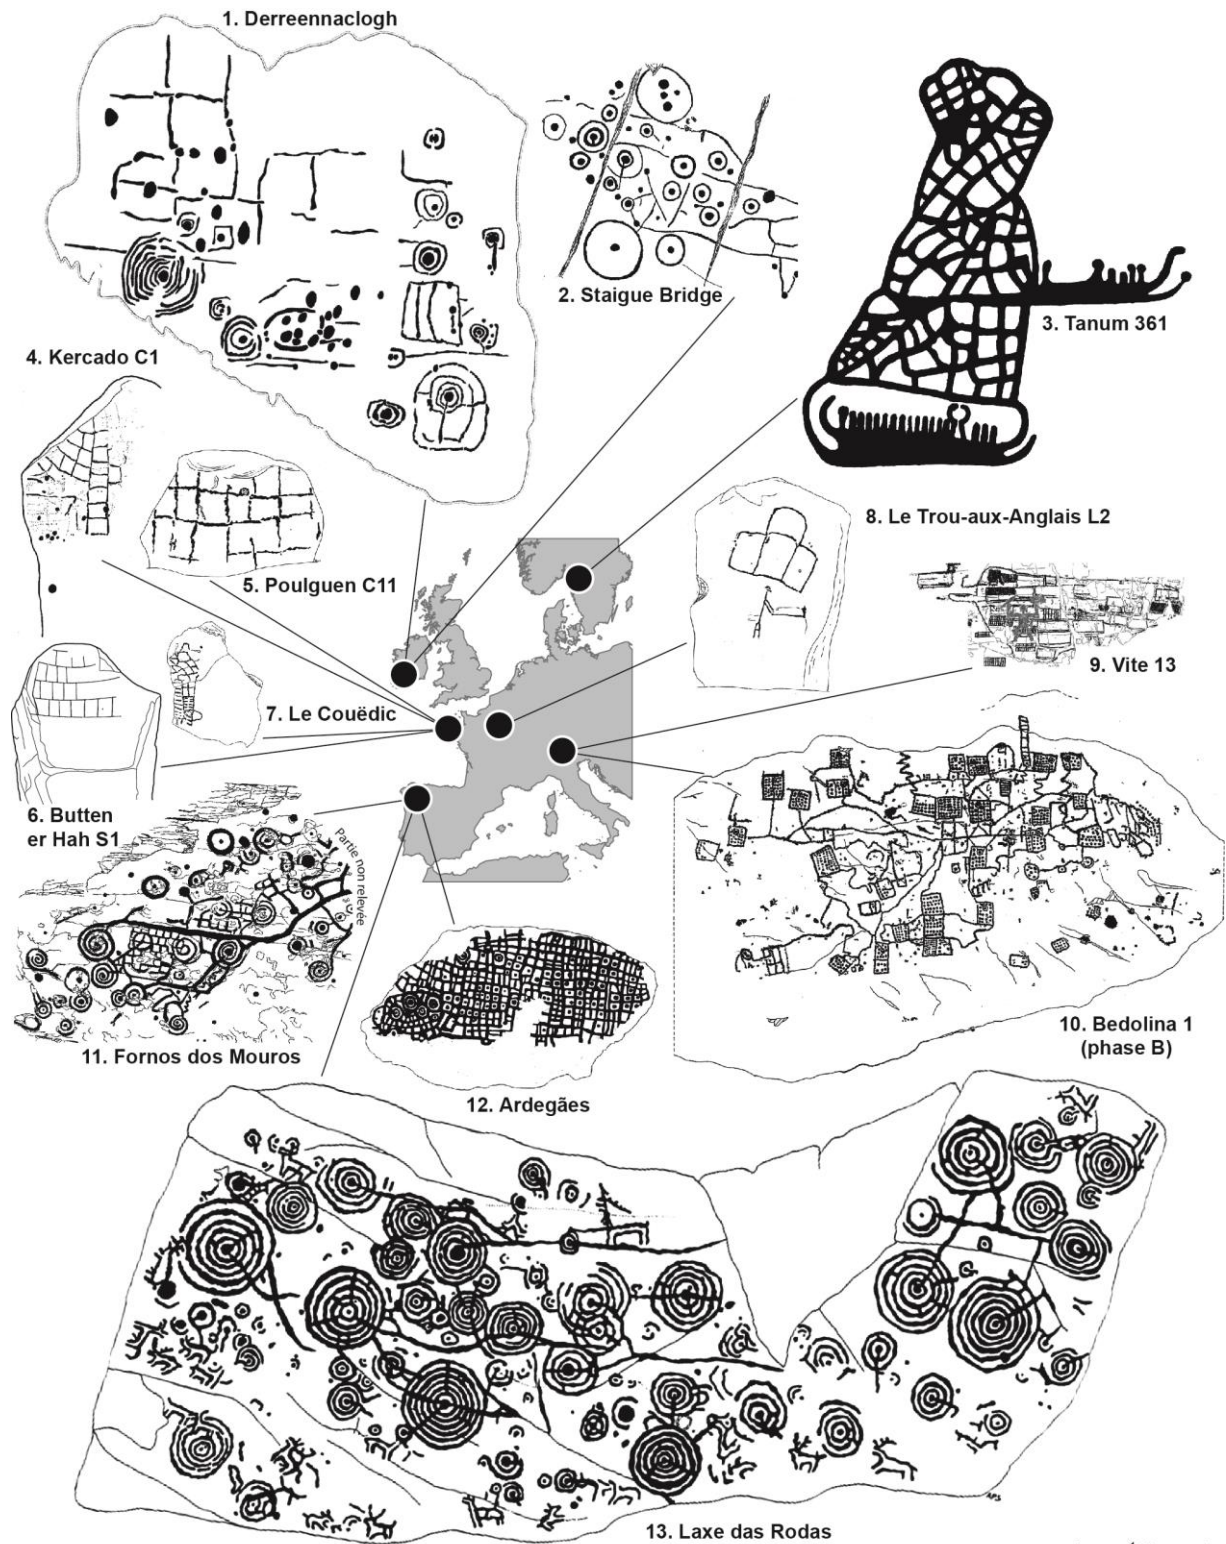 1. Derreennaclogh
2. Staigue Bridge
3. Tanum 361
4. Kercado C1
5. Poulguen C11
8. Le Trou-aux-Anglais L2
9. Vite 13
7. Le Couëdic
6. Butten
er Hah S1
Partie non relevée
10. Bedolina 1
(phase B)
11. Fornos dos Mouros
12. Ardegães
13. Laxe das Rodas